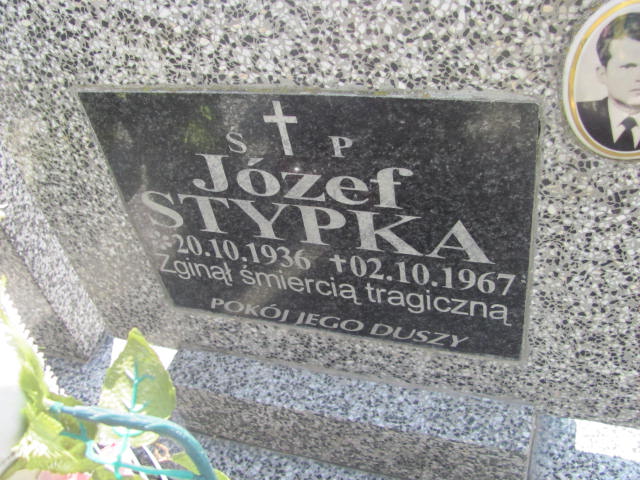 Ś P
Józef
STYPKA
*20.10.1936 †02.10.1967
Zginął śmiercią tragiczną
POKÓJ JEGO DUSZY